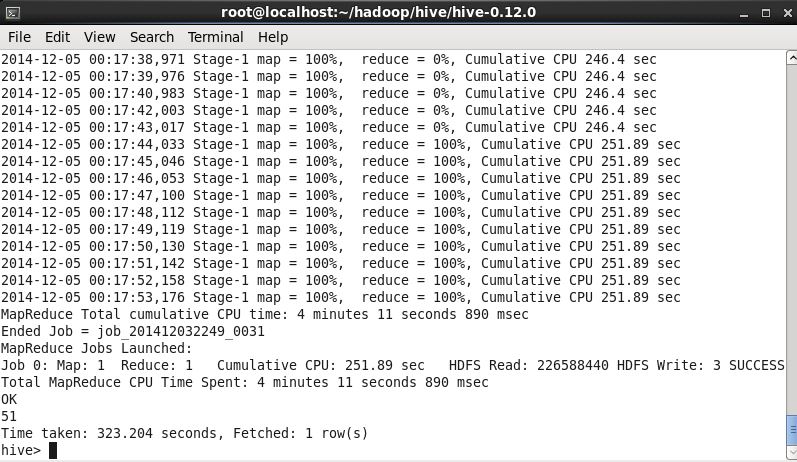 root@localhost:~/hadoop/hive/hive-0.12.0
File Edit View Search Terminal Help
2014-12-05 00:17:38,971 Stage-1 map = 100%,  reduce = 0%, Cumulative CPU 246.4 sec
2014-12-05 00:17:39,976 Stage-1 map = 100%,  reduce = 0%, Cumulative CPU 246.4 sec
2014-12-05 00:17:40,983 Stage-1 map = 100%,  reduce = 0%, Cumulative CPU 246.4 sec
2014-12-05 00:17:42,003 Stage-1 map = 100%,  reduce = 0%, Cumulative CPU 246.4 sec
2014-12-05 00:17:43,017 Stage-1 map = 100%,  reduce = 0%, Cumulative CPU 246.4 sec
2014-12-05 00:17:44,033 Stage-1 map = 100%,  reduce = 100%, Cumulative CPU 251.89 sec
2014-12-05 00:17:45,046 Stage-1 map = 100%,  reduce = 100%, Cumulative CPU 251.89 sec
2014-12-05 00:17:46,053 Stage-1 map = 100%,  reduce = 100%, Cumulative CPU 251.89 sec
2014-12-05 00:17:47,100 Stage-1 map = 100%,  reduce = 100%, Cumulative CPU 251.89 sec
2014-12-05 00:17:48,112 Stage-1 map = 100%,  reduce = 100%, Cumulative CPU 251.89 sec
2014-12-05 00:17:49,119 Stage-1 map = 100%,  reduce = 100%, Cumulative CPU 251.89 sec
2014-12-05 00:17:50,130 Stage-1 map = 100%,  reduce = 100%, Cumulative CPU 251.89 sec
2014-12-05 00:17:51,142 Stage-1 map = 100%,  reduce = 100%, Cumulative CPU 251.89 sec
2014-12-05 00:17:52,158 Stage-1 map = 100%,  reduce = 100%, Cumulative CPU 251.89 sec
2014-12-05 00:17:53,176 Stage-1 map = 100%,  reduce = 100%, Cumulative CPU 251.89 sec
MapReduce Total cumulative CPU time: 4 minutes 11 seconds 890 msec
Ended Job = job_201412032249_0031
MapReduce Jobs Launched:
Job 0: Map: 1  Reduce: 1   Cumulative CPU: 251.89 sec   HDFS Read: 226588440 HDFS Write: 3 SUCCESS
Total MapReduce CPU Time Spent: 4 minutes 11 seconds 890 msec
OK
51
Time taken: 323.204 seconds, Fetched: 1 row(s)
hive>